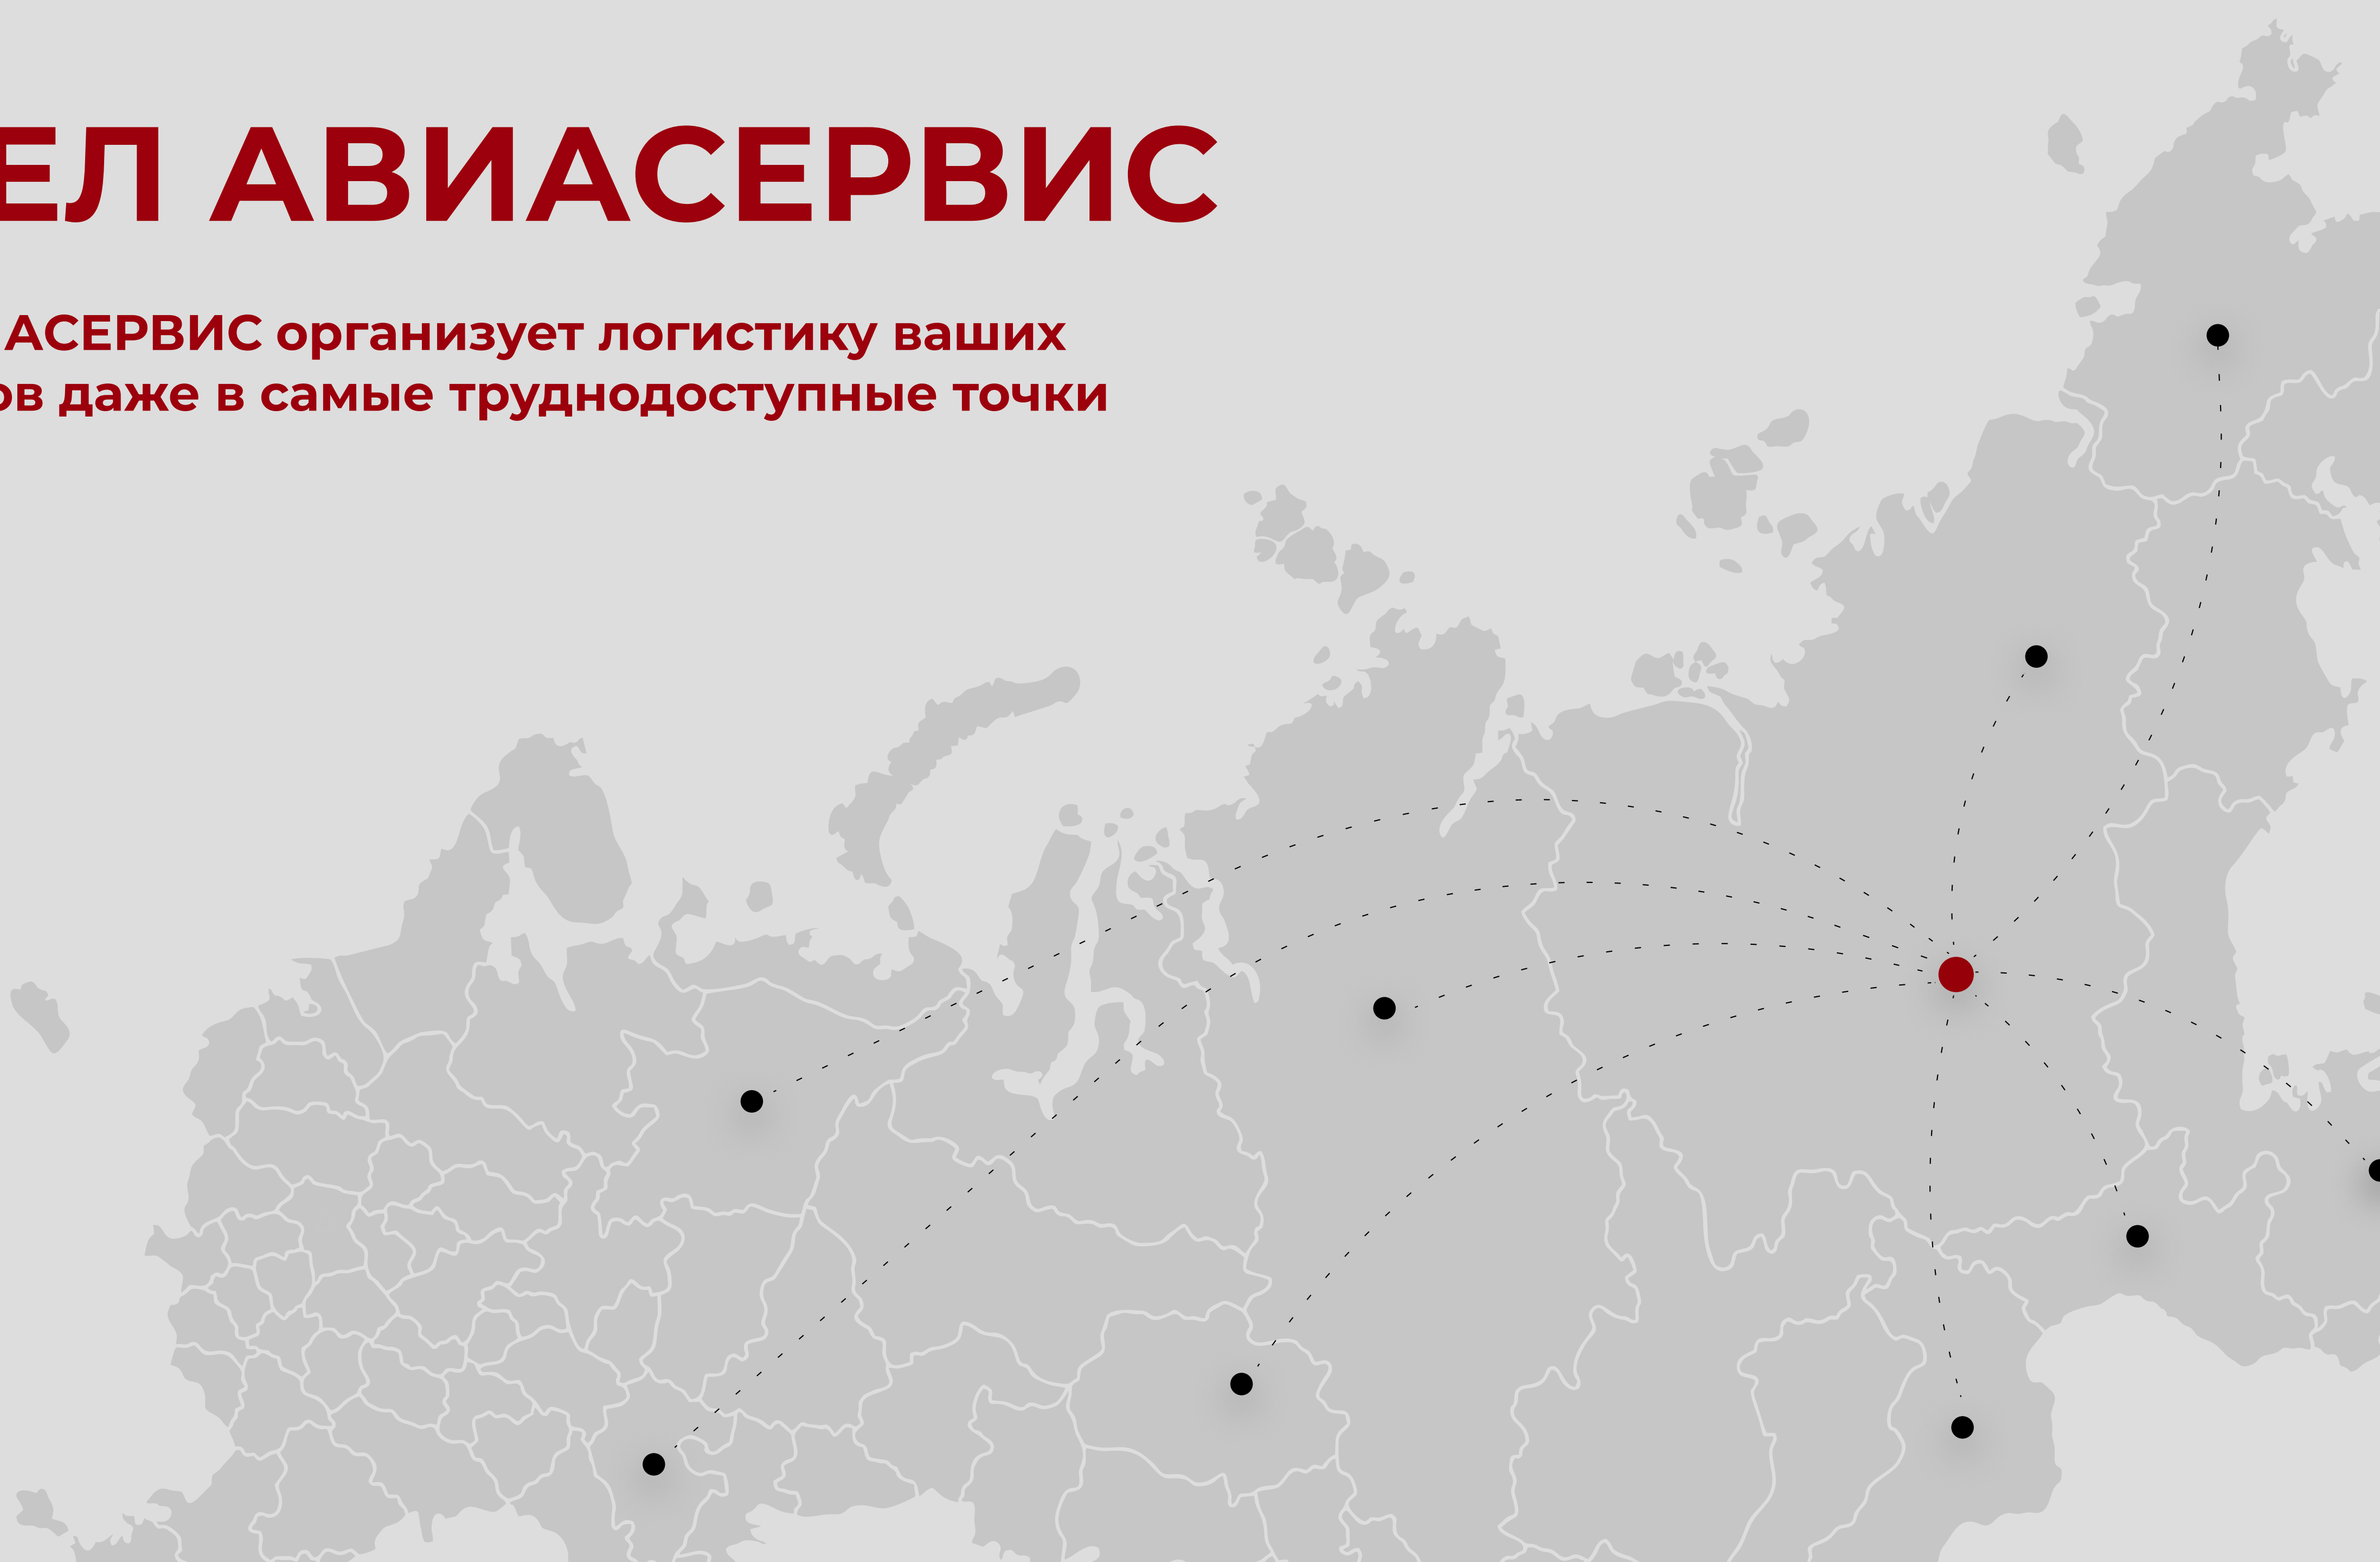 ЕЛ АВИАСЕРВИС
АСЕРВИС организует логистику ваших
ов даже в самые труднодоступные точки